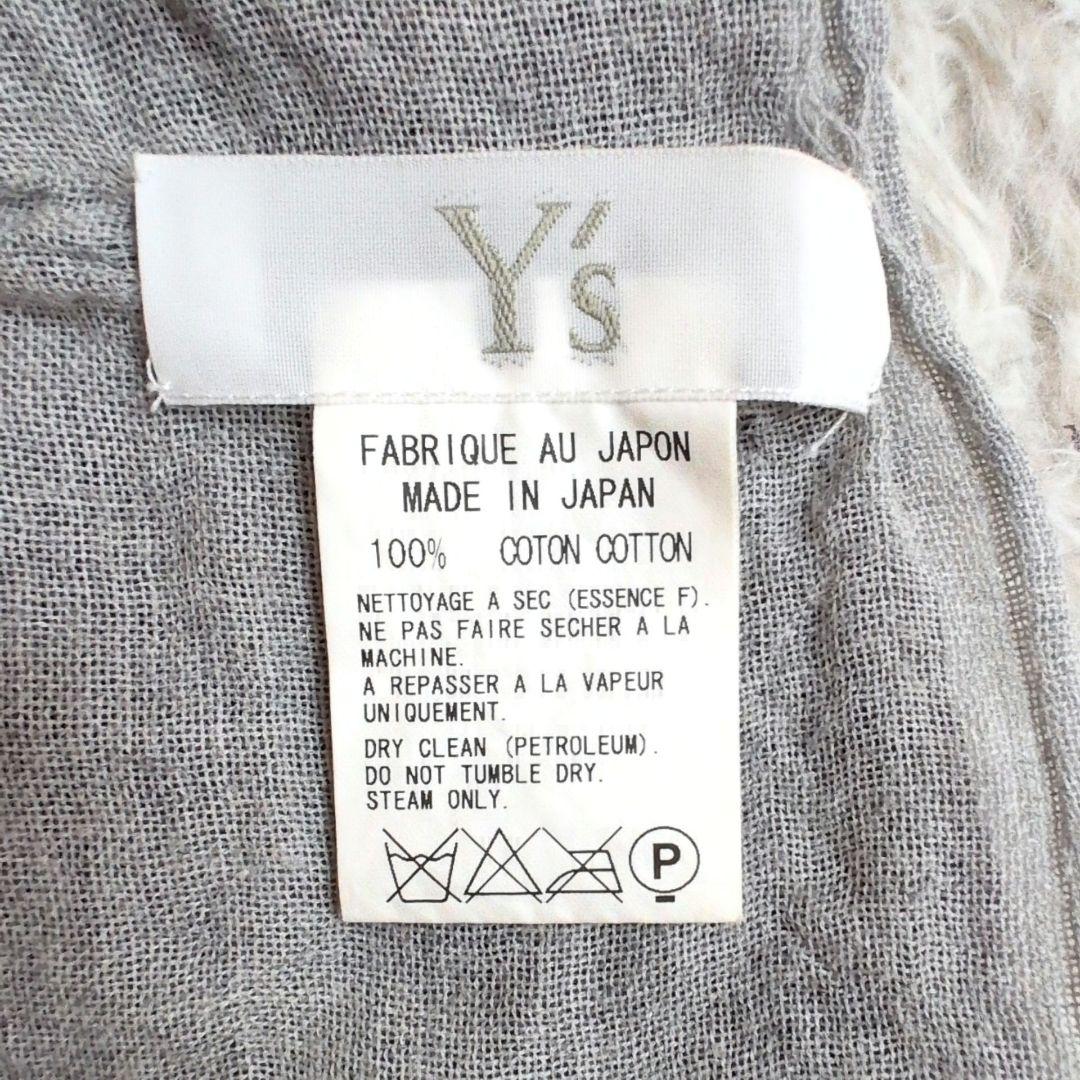 Y's
FABRIQUE AU JAPON
MADE IN JAPAN
100% COTON COTTON
NETTOYAGE A SEC (ESSENCE F).
NE PAS FAIRE SECHER A LA
MACHINE.
A REPASSER A LA VAPEUR
UNIQUEMENT.
DRY CLEAN (PETROLEUM).
DO NOT TUMBLE DRY.
STEAM ONLY.
P